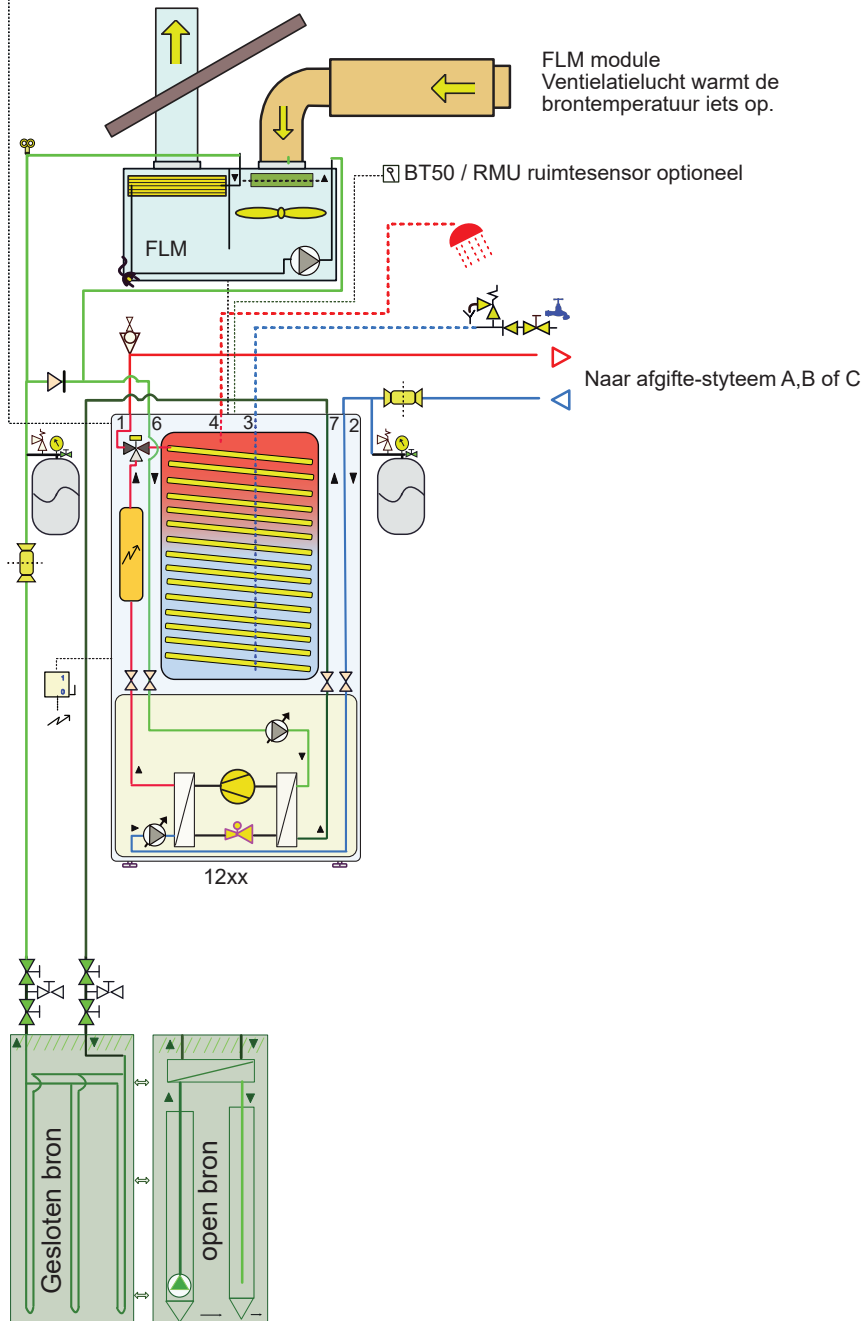 FLM module
Ventielatielucht warmt de
brontemperatuur iets op.
BT50 / RMU ruimtesensor optioneel
FLM
Naar afgifte-styteem A,B of C
1 6 4 3 7 2
1
0
12xx
Gesloten bron
open bron